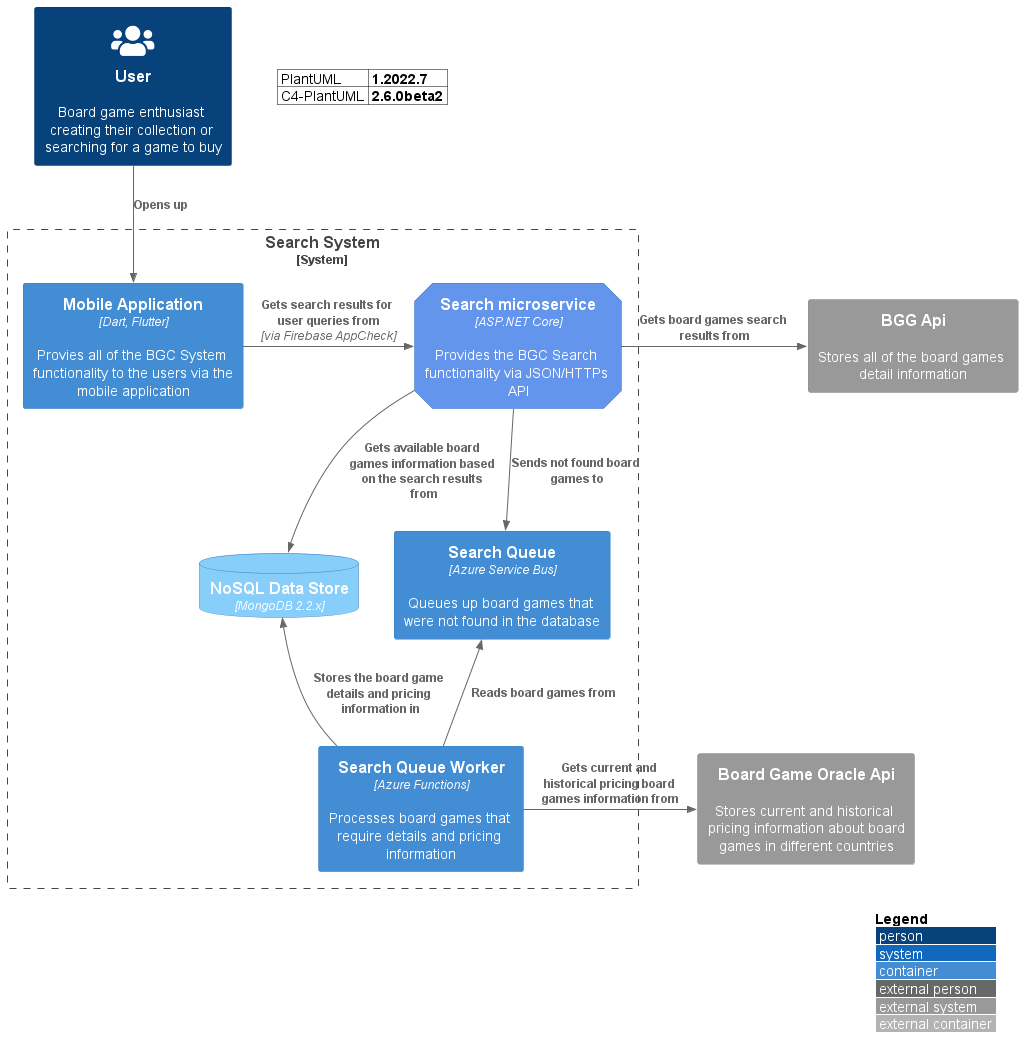 User
Board game enthusiast
creating their collection or
searching for a game to buy
PlantUML 1.2022.7
C4-PlantUML 2.6.0beta2
Opens up
Search System
[System]
Mobile Application
[Dart, Flutter]
Provies all of the BGC System
functionality to the users via the
mobile application
Gets search results for
user queries from
[via Firebase AppCheck]
Search microservice
[ASP.NET Core]
Provides the BGC Search
functionality via JSON/HTTPs
API
Gets board games search
results from
BGG Api
Stores all of the board games
detail information
Gets available board
games information based
on the search results
from
Sends not found board
games to
NoSQL Data Store
[MongoDB 2.2.x]
Search Queue
[Azure Service Bus]
Queues up board games that
were not found in the database
Stores the board game
details and pricing
information in
Reads board games from
Search Queue Worker
[Azure Functions]
Processes board games that
require details and pricing
information
Gets current and
historical pricing board
games information from
Board Game Oracle Api
Stores current and historical
pricing information about board
games in different countries
Legend
person
system
container
external person
external system
external container